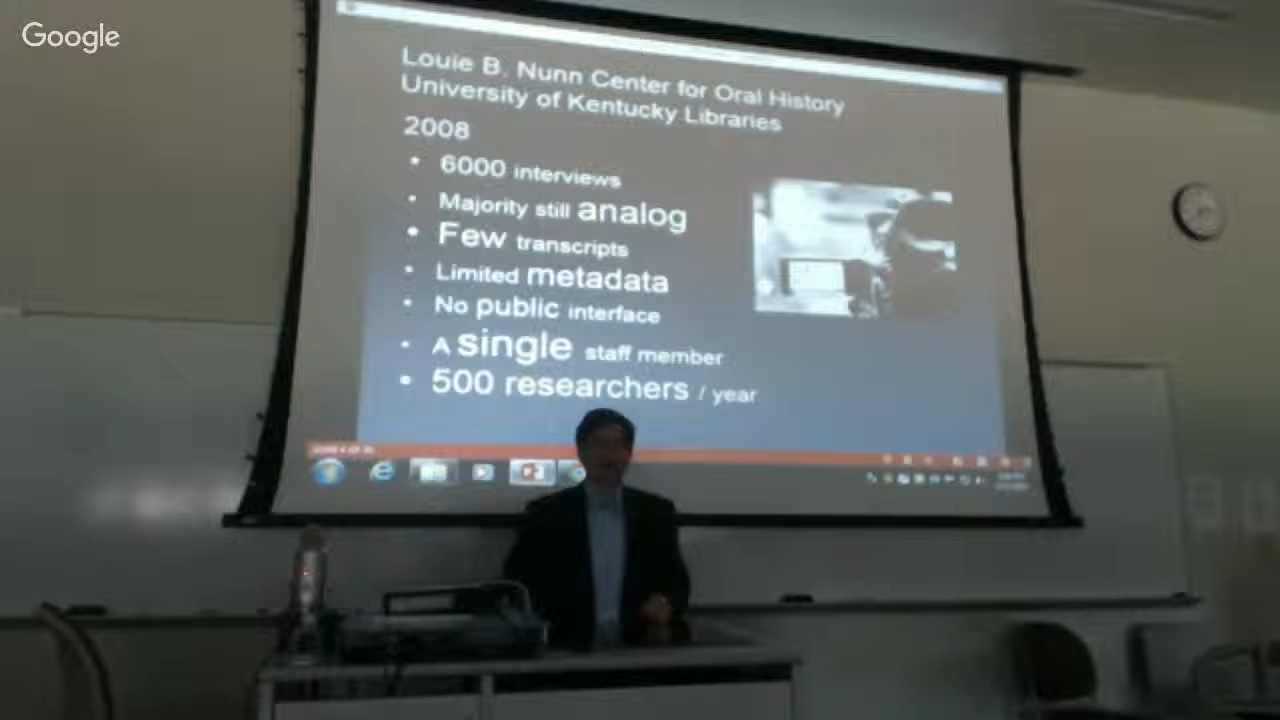 Google
Louie B. Nunn Center for Oral History
University of Kentucky Libraries
2008
• 6000 interviews
• Majority still analog
• Few transcripts
• Limited metadata
• No public interface
• A single staff member
• 500 researchers / year